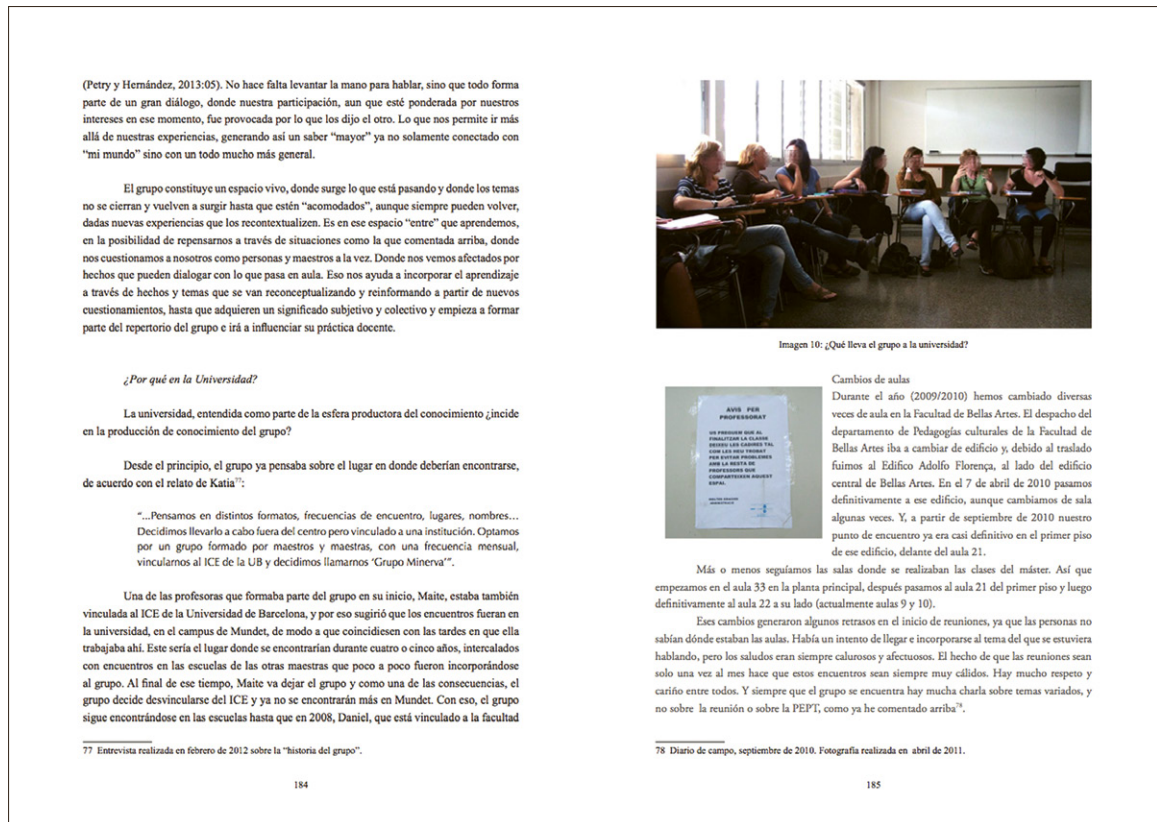 (Petry y Hernández, 2013:05). No hace falta levantar la mano para hablar, sino que todo forma
parte de un gran diálogo, donde nuestra participación, aun que esté ponderada por nuestros
intereses en ese momento, fue provocada por lo que los dijo el otro. Lo que nos permite ir más
allá de nuestras experiencias, generando así un saber “mayor” ya no solamente conectado con
“mi mundo” sino con un todo mucho más general.
El grupo constituye un espacio vivo, donde surge lo que está pasando y donde los temas
no se cierran y vuelven a surgir hasta que estén “acomodados”, aunque siempre pueden volver,
dadas nuevas experiencias que los recontextualizen. Es en ese espacio “entre” que aprendemos,
en la posibilidad de repensarnos a través de situaciones como la que comentada arriba, donde
nos cuestionamos a nosotros como personas y maestros a la vez. Donde nos vemos afectados por
hechos que pueden dialogar con lo que pasa en aula. Eso nos ayuda a incorporar el aprendizaje
a través de hechos y temas que se van reconceptualizando y reinformando a partir de nuevos
cuestionamientos, hasta que adquieren un significado subjetivo y colectivo y empieza a formar
parte del repertorio del grupo e irá a influenciar su práctica docente.
¿Por qué en la Universidad?
La universidad, entendida como parte de la esfera productora del conocimiento ¿incide
en la producción de conocimiento del grupo?
Desde el principio, el grupo ya pensaba sobre el lugar en donde deberían encontrarse,
de acuerdo con el relato de Katia77:
“...Pensamos en distintos formatos, frecuencias de encuentro, lugares, nombres…
Decidimos llevarlo a cabo fuera del centro pero vinculado a una institución. Optamos
por un grupo formado por maestros y maestras, con una frecuencia mensual,
vincularnos al ICE de la UB y decidimos llamarnos ‘Grupo Minerva’”.
Una de las profesoras que formaba parte del grupo en su inicio, Maite, estaba también
vinculada al ICE de la Universidad de Barcelona, y por eso sugirió que los encuentros fueran en
la universidad, en el campus de Mundet, de modo a que coincidiesen con las tardes en que ella
trabajaba ahí. Este sería el lugar donde se encontrarían durante cuatro o cinco años, intercalados
con encuentros en las escuelas de las otras maestras que poco a poco fueron incorporándose
al grupo. Al final de ese tiempo, Maite va dejar el grupo y como una de las consecuencias, el
grupo decide desvincularse del ICE y ya no se encontrarán más en Mundet. Con eso, el grupo
sigue encontrándose en las escuelas hasta que en 2008, Daniel, que está vinculado a la facultad
77 Entrevista realizada en febrero de 2012 sobre la “historia del grupo”.
184
Imagen 10: ¿Qué lleva el grupo a la universidad?
AVIS PER
PROFESSORAT
US PREGUEM QUE AL
FINALITZAR LA CLASSE
DEIXEU LES CADIRES TAL
COM LES HEU TROBAT
PER EVITAR PROBLEMES
AMB LA RESTA DE
PROFESSORS QUE
COMPARTEIXEN AQUEST
ESPAI.
Cambios de aulas
Durante el año (2009/2010) hemos cambiado diversas
veces de aula en la Facultad de Bellas Artes. El despacho del
departamento de Pedagogías culturales de la Facultad de
Bellas Artes iba a cambiar de edificio y, debido al traslado
fuimos al Edifico Adolfo Florença, al lado del edificio
central de Bellas Artes. En el 7 de abril de 2010 pasamos
definitivamente a ese edificio, aunque cambiamos de sala
algunas veces. Y, a partir de septiembre de 2010 nuestro
punto de encuentro ya era casi definitivo en el primer piso
de ese edificio, delante del aula 21.
Más o menos seguíamos las salas donde se realizaban las clases del máster. Así que
empezamos en el aula 33 en la planta principal, después pasamos al aula 21 del primer piso y luego
definitivamente al aula 22 a su lado (actualmente aulas 9 y 10).
Eses cambios generaron algunos retrasos en el inicio de reuniones, ya que las personas no
sabían dónde estaban las aulas. Había un intento de llegar e incorporarse al tema del que se estuviera
hablando, pero los saludos eran siempre calurosos y afectuosos. El hecho de que las reuniones sean
solo una vez al mes hace que estos encuentros sean siempre muy cálidos. Hay mucho respeto y
cariño entre todos. Y siempre que el grupo se encuentra hay mucha charla sobre temas variados, y
no sobre la reunión o sobre la PEPT, como ya he comentado arriba78.
78 Diario de campo, septiembre de 2010. Fotografía realizada en abril de 2011.
185